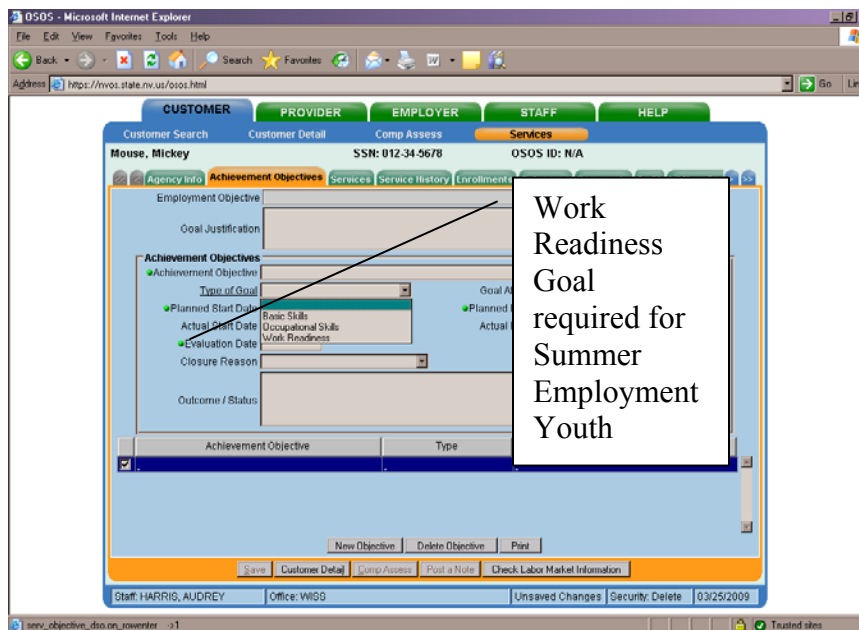 OSOS - Microsoft Internet Explorer
File Edit View Favorites Tools Help
Back Search Favorites
Address https://nvos.state.nv.us/osos.html Go
CUSTOMER PROVIDER EMPLOYER STAFF HELP
Customer Search Customer Detail Comp Assess Services
Mouse, Mickey SSN: 012-34-5678 OSOS ID: N/A
Agency Info Achievement Objectives Services Service History Enrollments
Employment Objective
Goal Justification
Achievement Objectives
Achievement Objective
Type of Goal Goal
Planned Start Date Planned
Basic Skills
Actual Start Date Occupational Skills Actual
Evaluation Date Work Readiness
Closure Reason
Outcome / Status
Work
Readiness
Goal
required for
Summer
Employment
Youth
Achievement Objective Type
New Objective Delete Objective Print
Save Customer Detail Comp Assess Post a Note Check Labor Market Information
Staff: HARRIS, AUDREY Office: WISS Unsaved Changes Security: Delete 03/25/2009
serv_objective_dso.on_rowenter ->1 Trusted sites